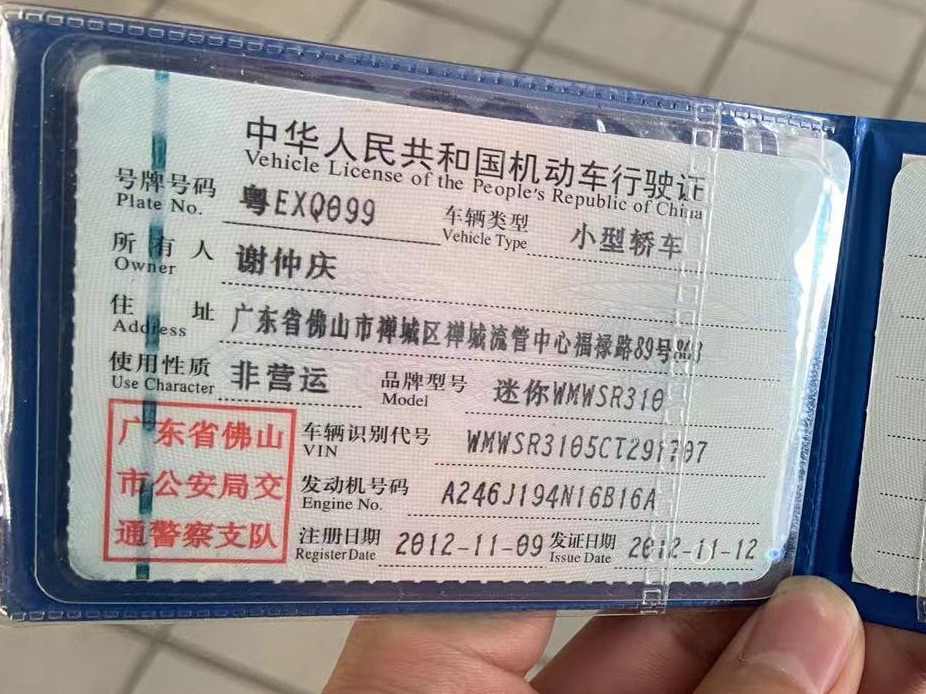 中华人民共和国机动车行驶证
Vehicle License of the People's Republic of China
号牌号码 粤EXQ099 车辆类型 小型轿车
Plate No. Vehicle Type
所有人 谢仲庆
Owner
住址 广东省佛山市禅城区禅城流管中心福禄路89号
Address
使用性质 非营运 品牌型号 迷你WMWSR310
Use Character Model
广东省佛山 车辆识别代号
市公安局交 VIN
通警察支队 发动机号码 A246J194N16B16A
Engine No.
注册日期 2012-11-09 发证日期 2012-11-12
Register Date Issue Date